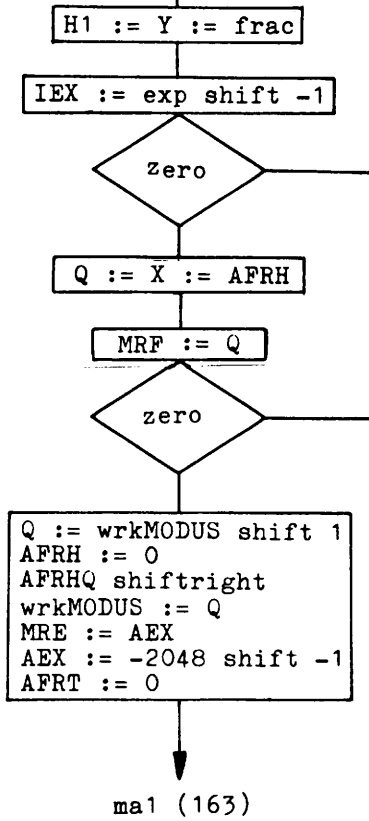 H1 := Y := frac
IEX := exp shift -1
zero
Q := X := AFRH
MRF := Q
zero
Q := wrkMODUS shift 1
AFRH := 0
AFRHQ shiftright
wrkMODUS := Q
MRE := AEX
AEX := -2048 shift -1
AFRT := 0
ma1 (163)